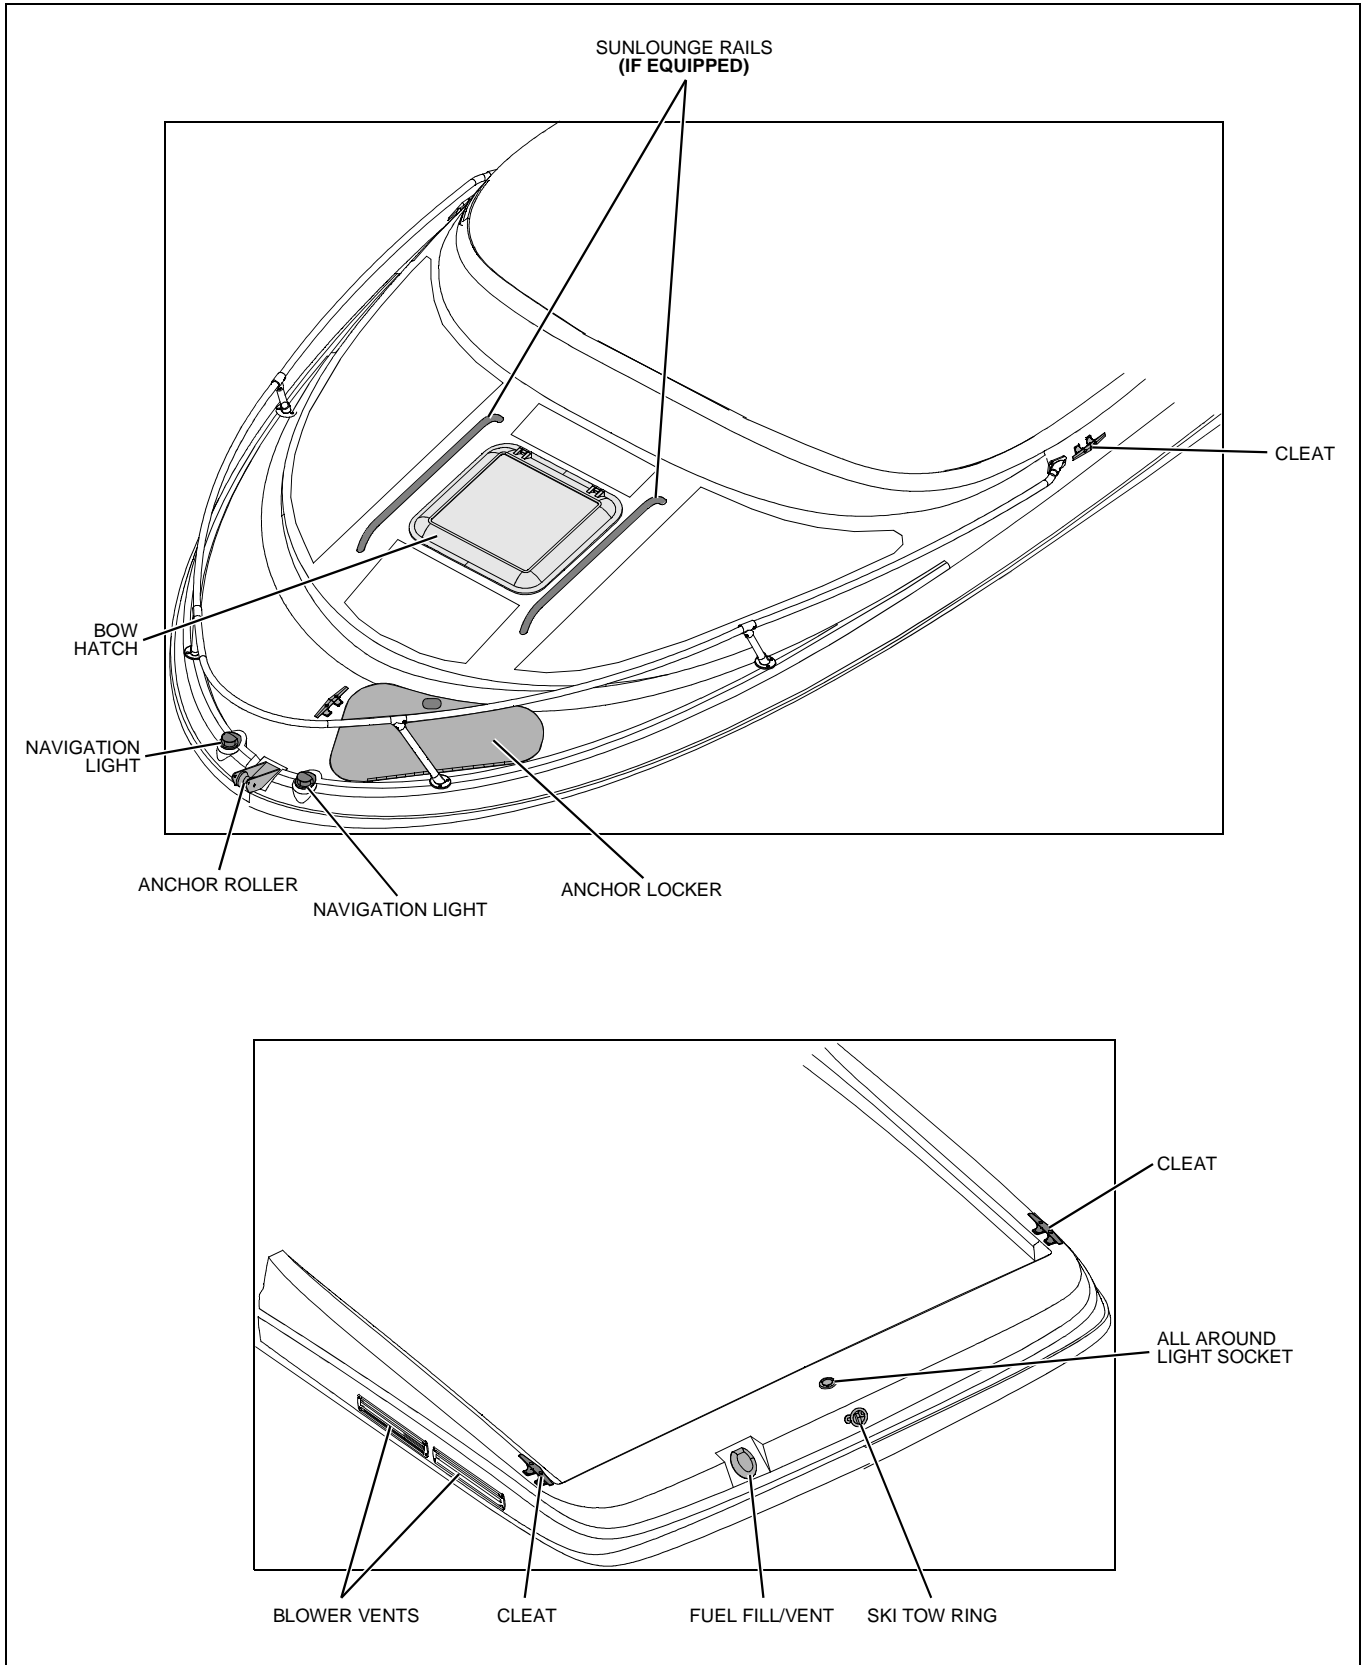 SUNLOUNGE RAILS
(IF EQUIPPED)
CLEAT
BOW
HATCH
NAVIGATION
LIGHT
ANCHOR ROLLER
NAVIGATION LIGHT
ANCHOR LOCKER
CLEAT
ALL AROUND
LIGHT SOCKET
BLOWER VENTS
CLEAT
FUEL FILL/VENT
SKI TOW RING